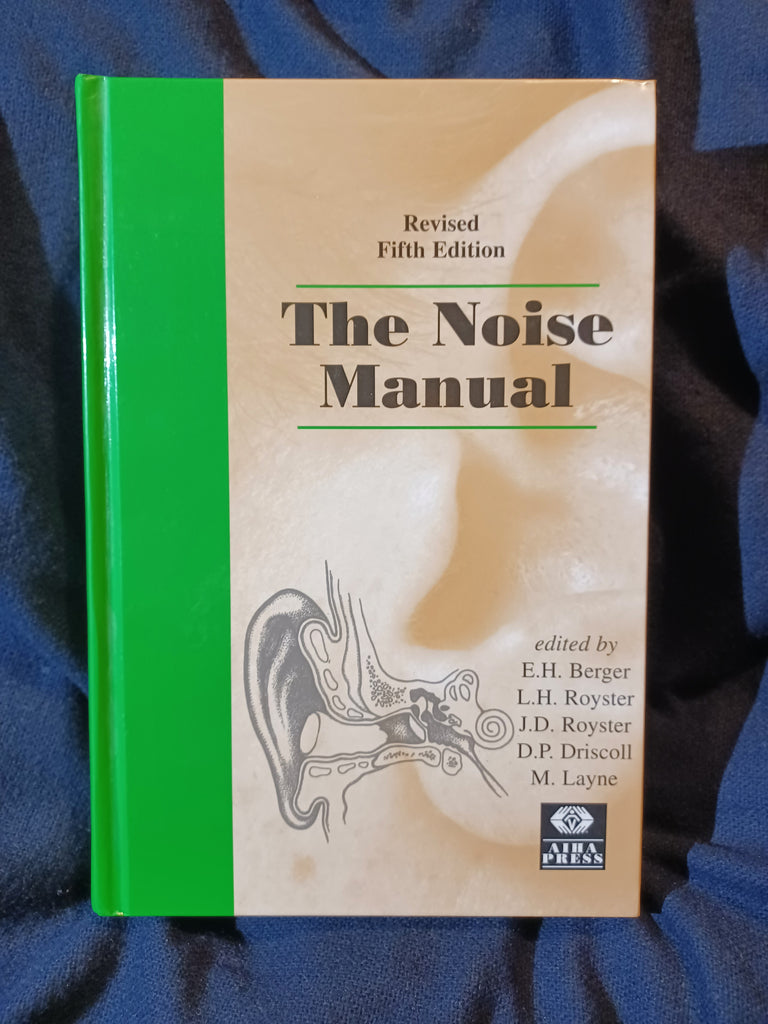 Revised
Fifth Edition
The Noise
Manual
edited by
E.H. Berger
L.H. Royster
J.D. Royster
D.P. Driscoll
M. Layne
AIHA
PRESS